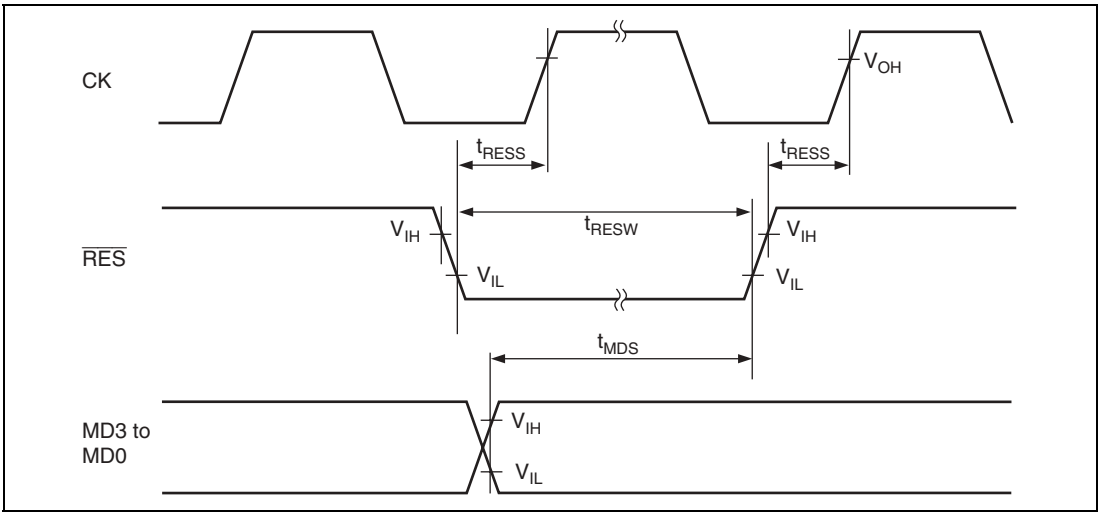 CK
V_OH
t_RESS
t_RESS
V_IH
t_RESW
V_IH
RES
V_IL
V_IL
t_MDS
MD3 to
MD0
V_IH
V_IL